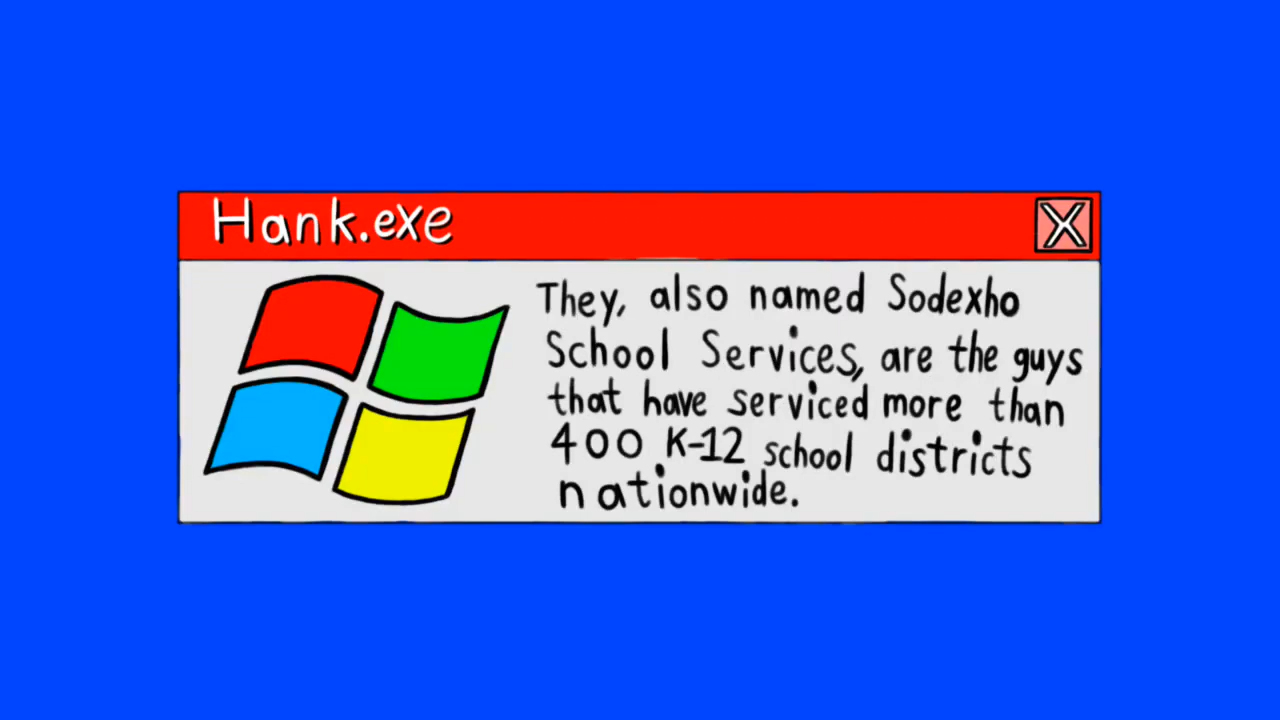 Hank.exe
X
They, also named Sodexho
School Services, are the guys
that have serviced more than
400 K-12 school districts
nationwide.